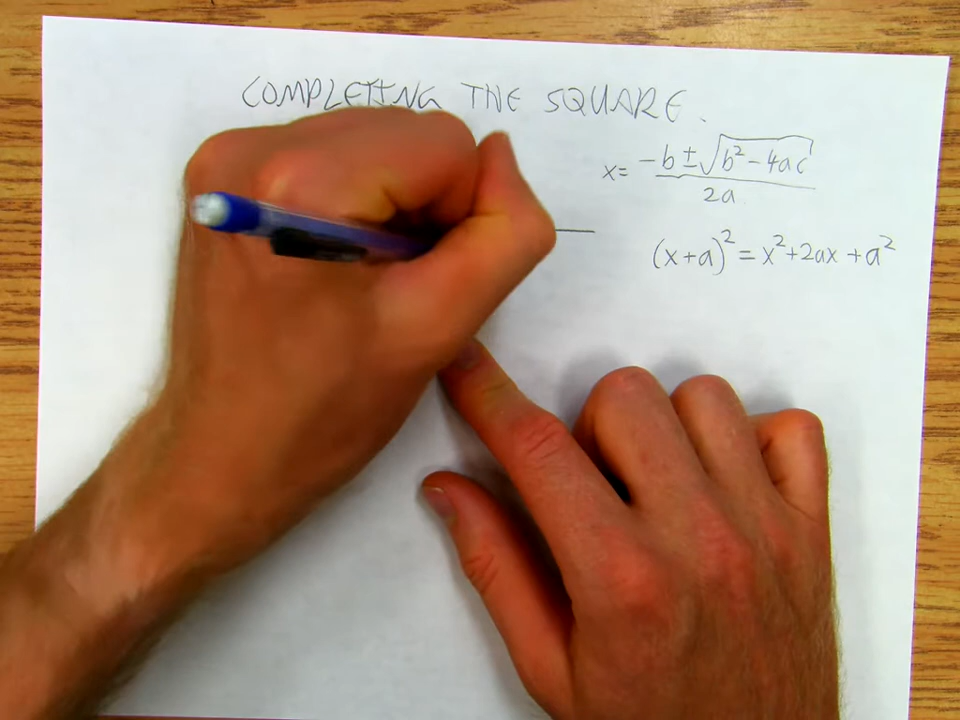 COMPLETING THE SQUARE.
x= -b ± √b² - 4ac
2a
(x+a)² = x² + 2ax + a²